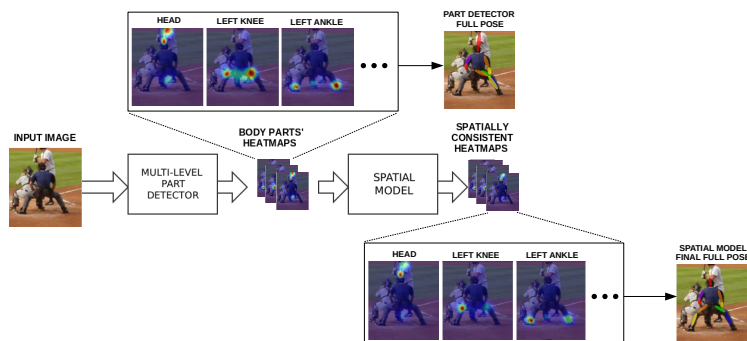 HEAD
LEFT KNEE
LEFT ANKLE
PART DETECTOR
FULL POSE
INPUT IMAGE
MULTI-LEVEL
PART
DETECTOR
BODY PARTS'
HEATMAPS
SPATIAL
MODEL
SPATIALLY
CONSISTENT
HEATMAPS
HEAD
LEFT KNEE
LEFT ANKLE
SPATIAL MODEL
FINAL FULL POSE